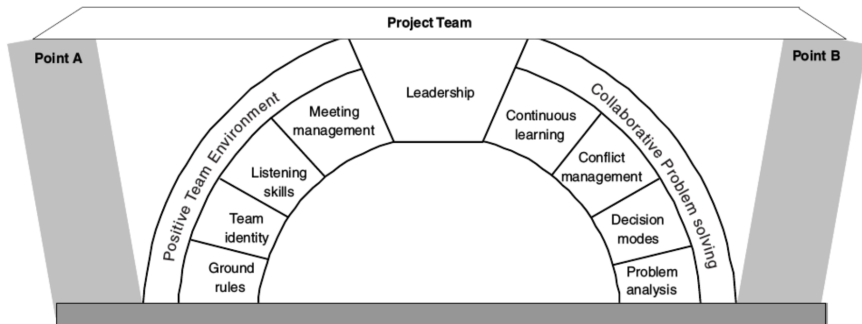 Project Team
Point A
Point B
Leadership
Positive Team Environment
Meeting
management
Listening
skills
Team
identity
Ground
rules
Collaborative Problem solving
Continuous
learning
Conflict
management
Decision
modes
Problem
analysis